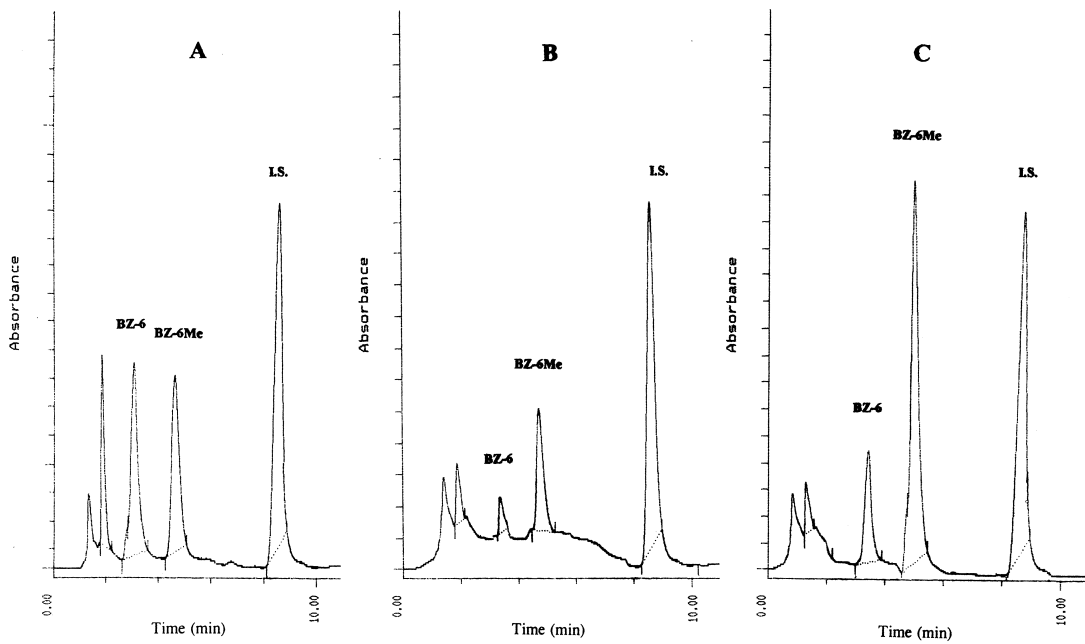 A
B
C
BZ-6Me
I.S.
I.S.
I.S.
BZ-6
BZ-6Me
BZ-6Me
BZ-6
BZ-6
Absorbance
Absorbance
Absorbance
0.00
10.00
0.00
10.00
0.00
10.00
Time (min)
Time (min)
Time (min)